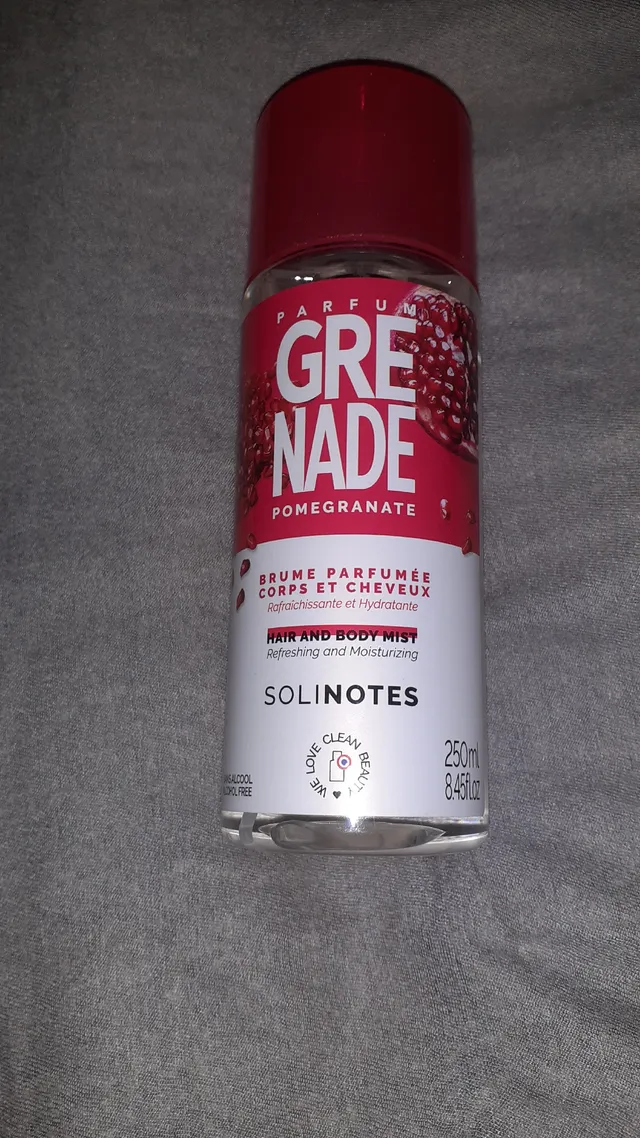 PARFUM
GRE
NADE
POMEGRANATE
BRUME PARFUMÉE
CORPS ET CHEVEUX
Rafraîchissante et Hydratante
HAIR AND BODY MIST
Refreshing and Moisturizing
SOLINOTES
WE LOVE CLEAN BEAUTY
250ml
8.45fl.oz
ALCOOL
FREE